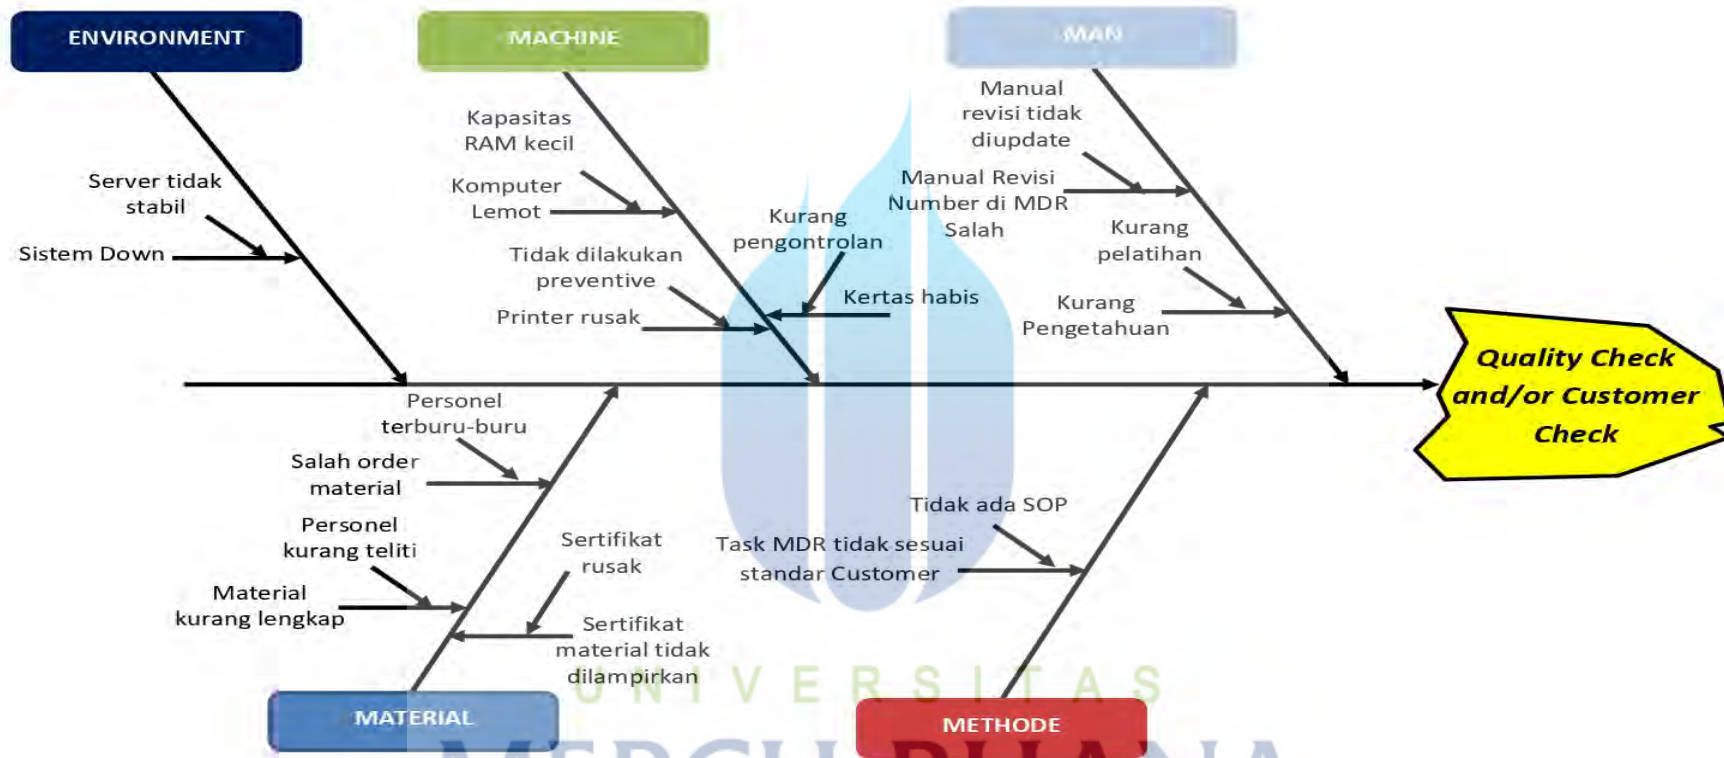 ENVIRONMENT
MACHINE
MAN
Server tidak
stabil
Sistem Down
Kapasitas
RAM kecil
Komputer
Lemot
Tidak dilakukan
preventive
Printer rusak
Kurang
pengontrolan
Kertas habis
Manual
revisi tidak
diupdate
Manual Revisi
Number di MDR
Salah
Kurang
pelatihan
Kurang
Pengetahuan
Quality Check
and/or Customer
Check
Personel
terburu-buru
Salah order
material
Personel
kurang teliti
Material
kurang lengkap
Sertifikat
rusak
Sertifikat
material tidak
dilampirkan
Tidak ada SOP
Task MDR tidak sesuai
standar Customer
MATERIAL
METHODE
UNIVERSITAS